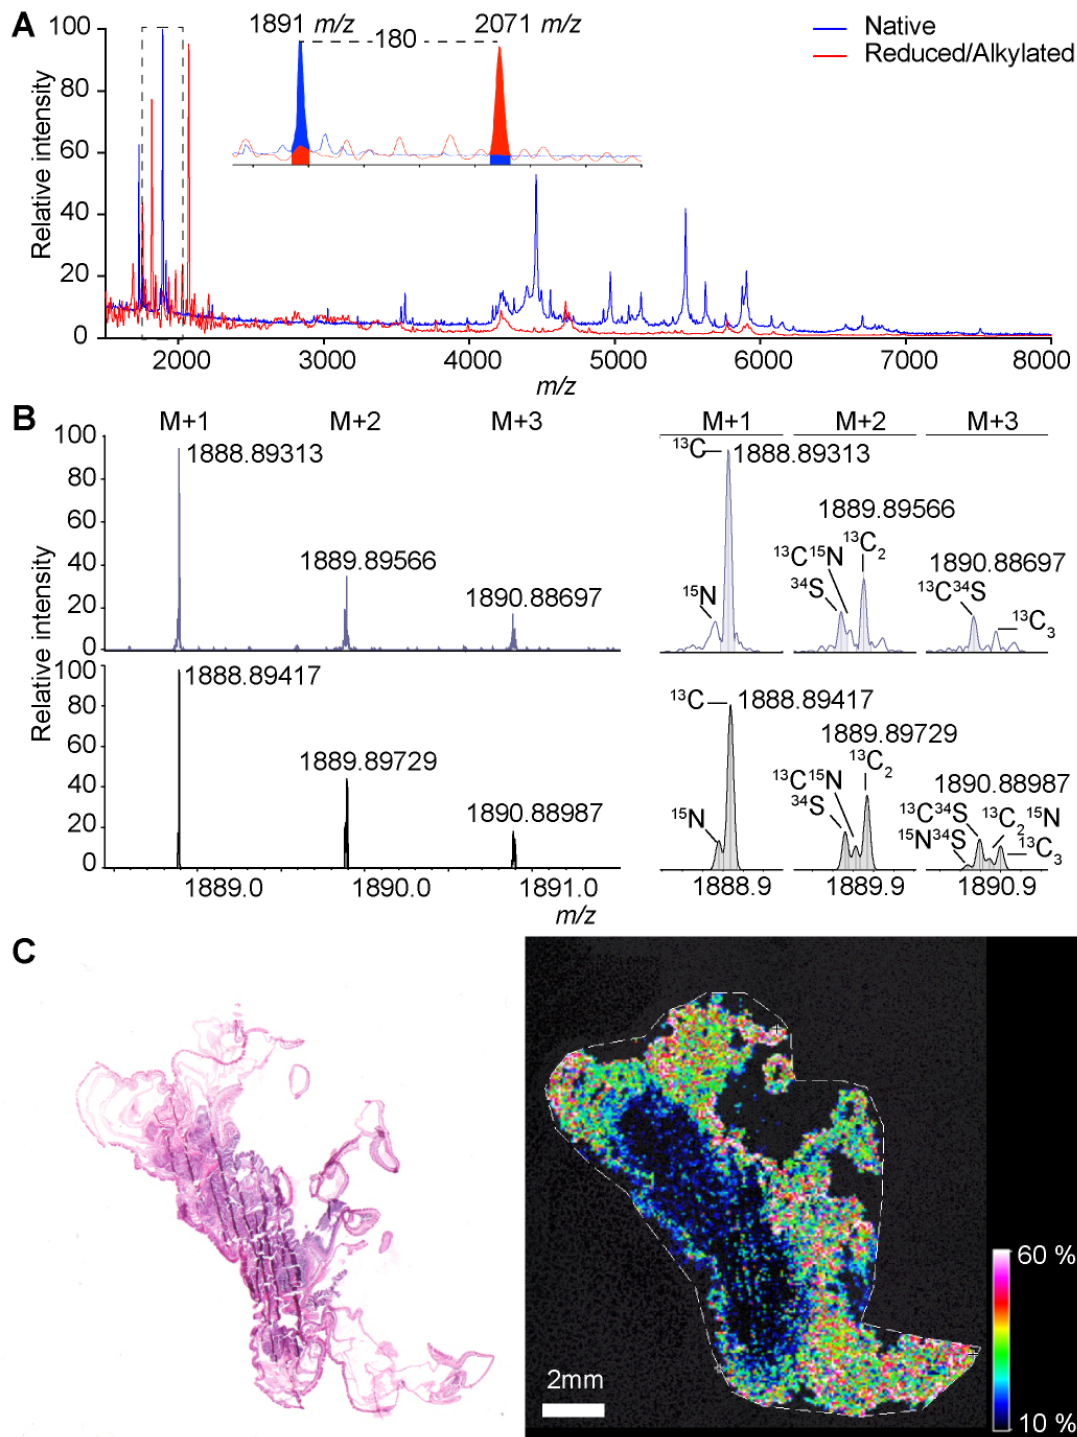 A
1891 m/z
180
2071 m/z
Native
Reduced/Alkylated
Relative intensity
100
80
60
40
20
0
2000
3000
4000
5000
6000
7000
8000
m/z
B
M+1
M+2
M+3
Relative intensity
100
80
60
40
20
0
1888.89313
1889.89566
1890.88697
M+1
M+2
M+3
¹³C
1888.89313
¹⁵N
1889.89566
¹³C¹⁵N
¹³C₂
³⁴S
1890.88697
¹³C³⁴S
¹³C₃
Relative intensity
80
60
40
20
0
1888.89417
1889.89729
1890.88987
1889.0
1890.0
1891.0
m/z
¹³C
1888.89417
¹⁵N
1889.89729
¹³C¹⁵N
¹³C₂
³⁴S
1890.88987
¹³C³⁴S
¹³C₂¹⁵N
¹⁵N³⁴S
¹³C₃
1888.9
1889.9
1890.9
C
2mm
60 %
10 %